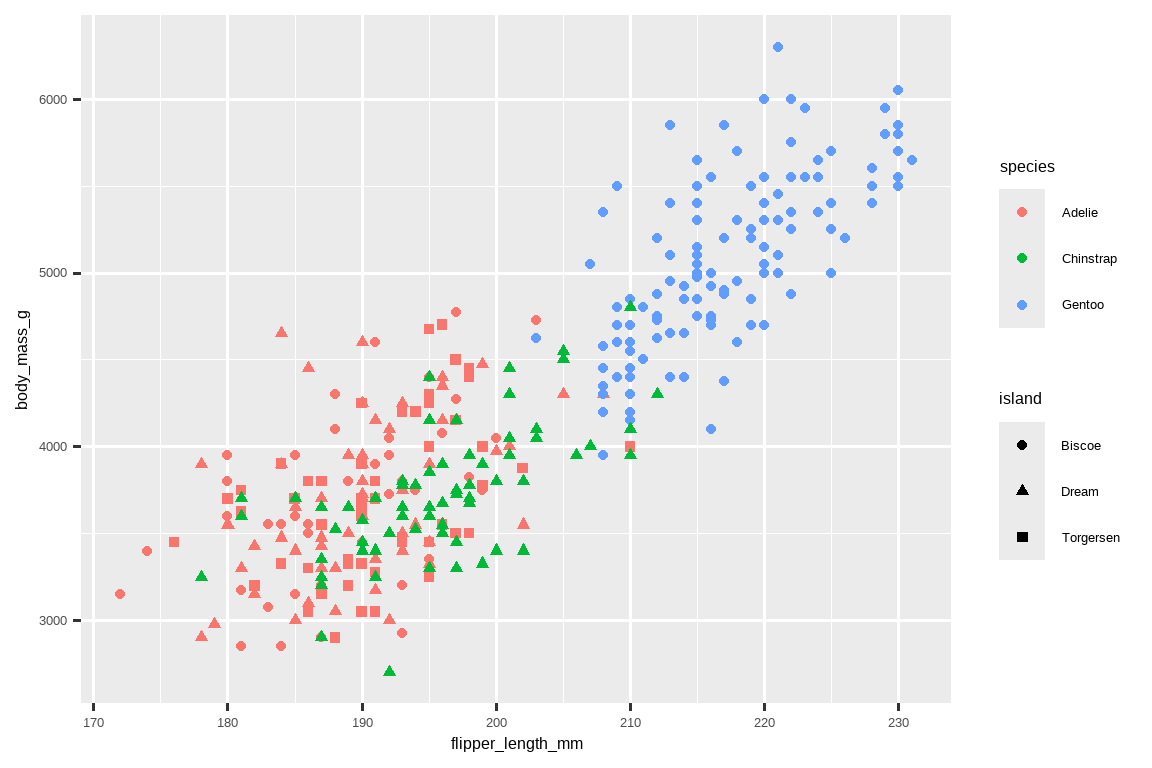 body_mass_g
6000
5000
4000
3000
170 180 190 200 210 220 230
flipper_length_mm
species
Adelie
Chinstrap
Gentoo
island
Biscoe
Dream
Torgersen